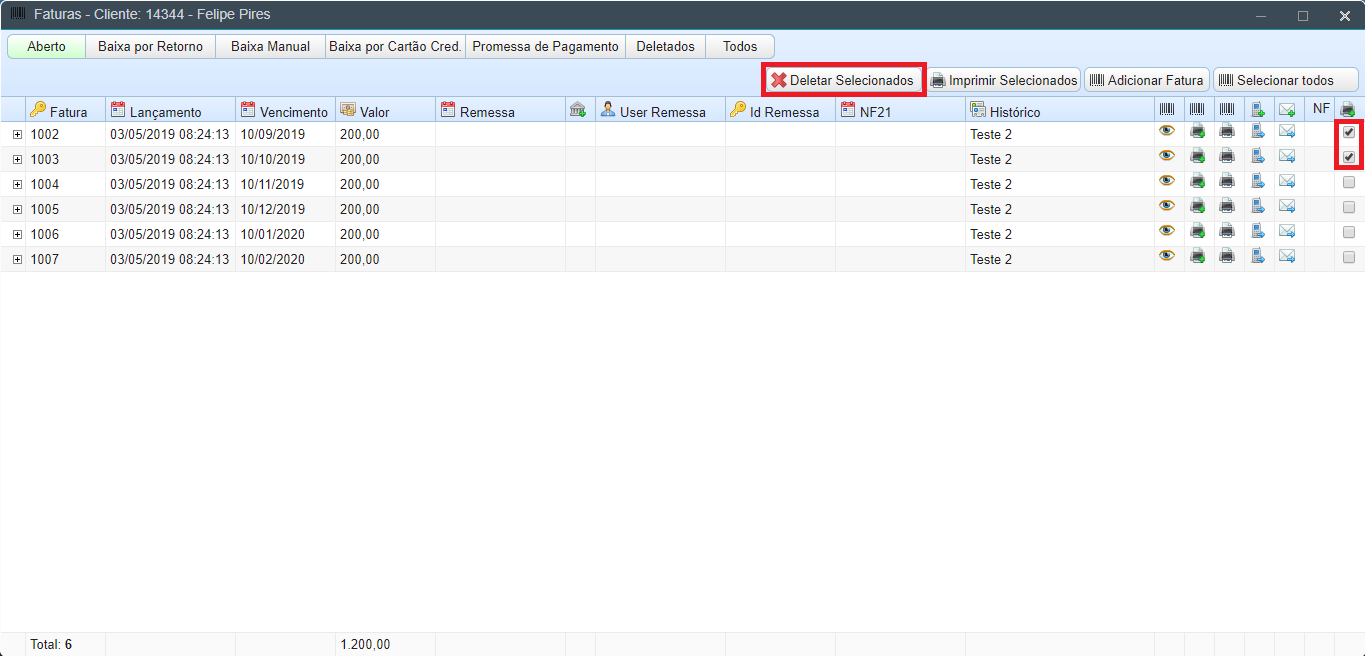 Faturas - Cliente: 14344 - Felipe Pires
Aberto Baixa por Retorno Baixa Manual Baixa por Cartão Cred. Promessa de Pagamento Deletados Todos
Deletar Selecionados Imprimir Selecionados Adicionar Fatura Selecionar todos
Fatura Lançamento Vencimento Valor Remessa User Remessa Id Remessa NF21 Histórico NF
1002 03/05/2019 08:24:13 10/09/2019 200,00 Teste 2
1003 03/05/2019 08:24:13 10/10/2019 200,00 Teste 2
1004 03/05/2019 08:24:13 10/11/2019 200,00 Teste 2
1005 03/05/2019 08:24:13 10/12/2019 200,00 Teste 2
1006 03/05/2019 08:24:13 10/01/2020 200,00 Teste 2
1007 03/05/2019 08:24:13 10/02/2020 200,00 Teste 2
Total: 6 1.200,00